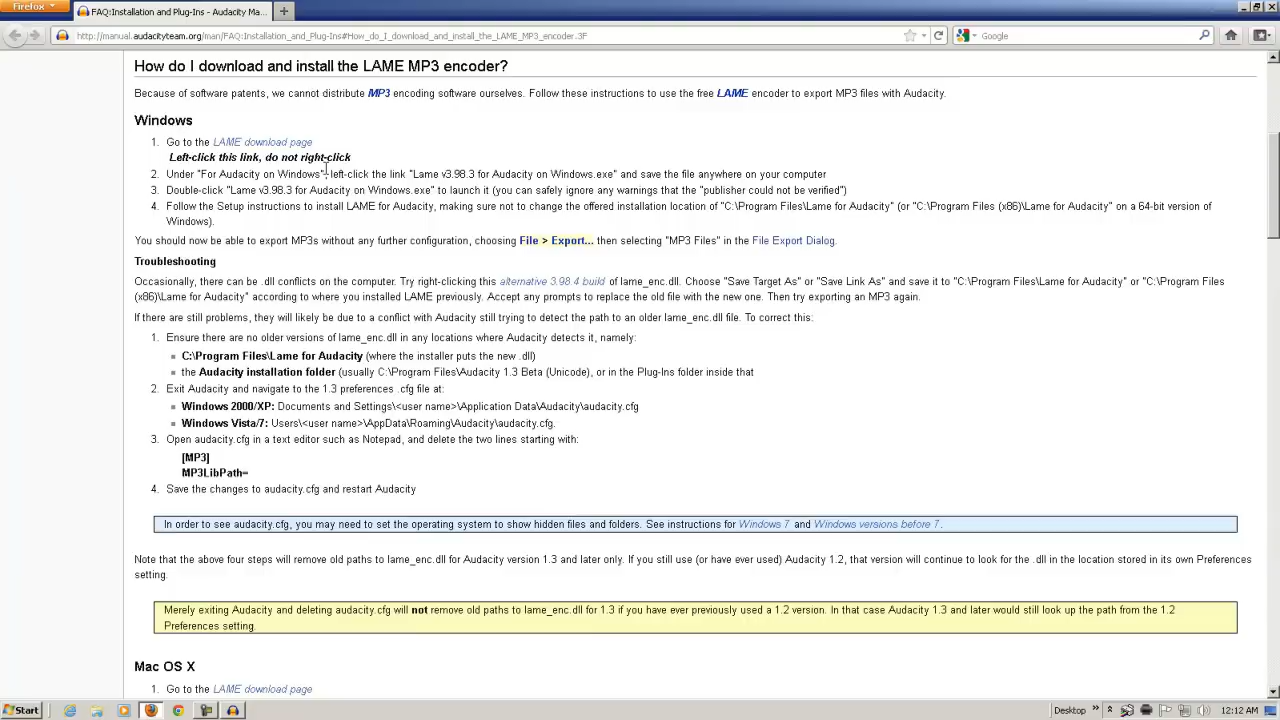 Firefox
FAQ:Installation and Plug-Ins - Audacity Ma...
http://manual.audacityteam.org/man/FAQ:Installation_and_Plug-Ins#How_do_I_download_and_install_the_LAME_MP3_encoder.3F
Google
How do I download and install the LAME MP3 encoder?
Because of software patents, we cannot distribute MP3 encoding software ourselves. Follow these instructions to use the free LAME encoder to export MP3 files with Audacity.
Windows
1. Go to the LAME download page
Left-click this link, do not right-click
2. Under "For Audacity on Windows" left-click the link "Lame v3.98.3 for Audacity on Windows.exe" and save the file anywhere on your computer
3. Double-click "Lame v3.98.3 for Audacity on Windows.exe" to launch it (you can safely ignore any warnings that the "publisher could not be verified")
4. Follow the Setup instructions to install LAME for Audacity, making sure not to change the offered installation location of "C:\Program Files\Lame for Audacity" (or "C:\Program Files (x86)\Lame for Audacity" on a 64-bit version of
Windows).
You should now be able to export MP3s without any further configuration, choosing File > Export... then selecting "MP3 Files" in the File Export Dialog.
Troubleshooting
Occasionally, there can be .dll conflicts on the computer. Try right-clicking this alternative 3.98.4 build of lame_enc.dll. Choose "Save Target As" or "Save Link As" and save it to "C:\Program Files\Lame for Audacity" or "C:\Program Files
(x86)\Lame for Audacity" according to where you installed LAME previously. Accept any prompts to replace the old file with the new one. Then try exporting an MP3 again.
If there are still problems, they will likely be due to a conflict with Audacity still trying to detect the path to an older lame_enc.dll file. To correct this:
1. Ensure there are no older versions of lame_enc.dll in any locations where Audacity detects it, namely:
C:\Program Files\Lame for Audacity (where the installer puts the new .dll)
the Audacity installation folder (usually C:\Program Files\Audacity 1.3 Beta (Unicode), or in the Plug-Ins folder inside that
2. Exit Audacity and navigate to the 1.3 preferences .cfg file at:
Windows 2000/XP: Documents and Settings\<user name>\Application Data\Audacity\audacity.cfg
Windows Vista/7: Users\<user name>\AppData\Roaming\Audacity\audacity.cfg.
3. Open audacity.cfg in a text editor such as Notepad, and delete the two lines starting with:
[MP3]
MP3LibPath=
4. Save the changes to audacity.cfg and restart Audacity
In order to see audacity.cfg, you may need to set the operating system to show hidden files and folders. See instructions for Windows 7 and Windows versions before 7.
Note that the above four steps will remove old paths to lame_enc.dll for Audacity version 1.3 and later only. If you still use (or have ever used) Audacity 1.2, that version will continue to look for the .dll in the location stored in its own Preferences
setting.
Merely exiting Audacity and deleting audacity.cfg will not remove old paths to lame_enc.dll for 1.3 if you have ever previously used a 1.2 version. In that case Audacity 1.3 and later would still look up the path from the 1.2
Preferences setting.
Mac OS X
1. Go to the LAME download page
Start
Desktop
12:12 AM